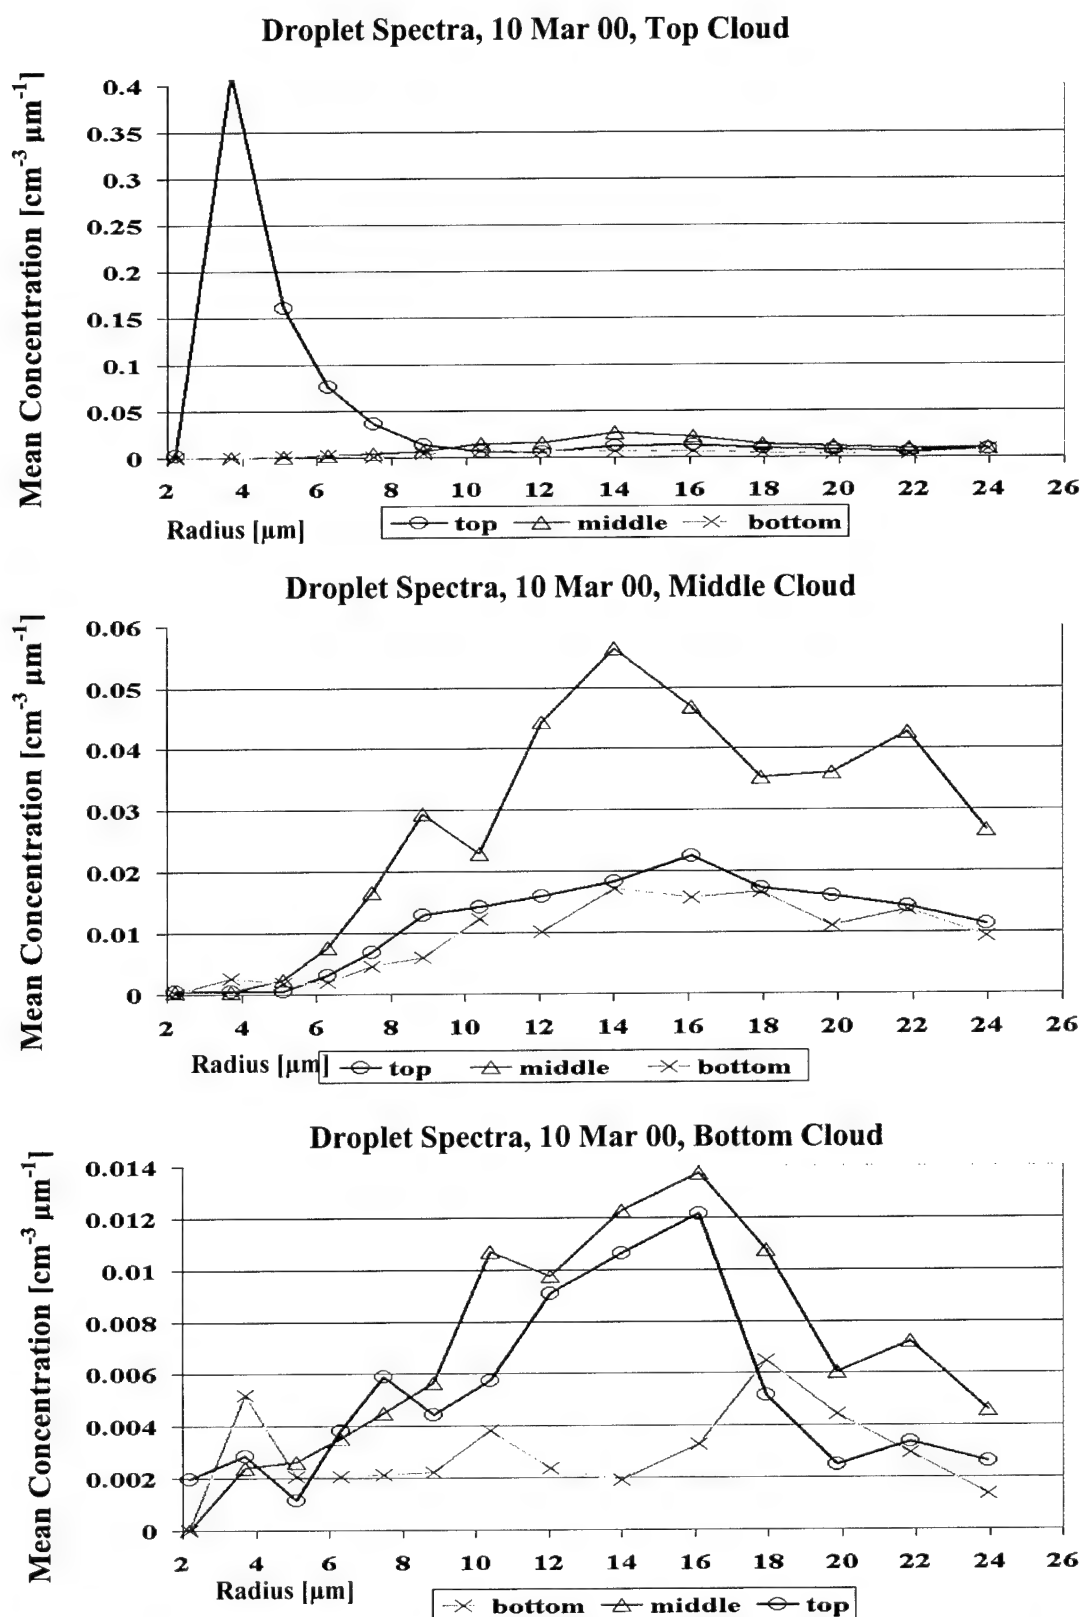 Droplet Spectra, 10 Mar 00, Top Cloud
Mean Concentration [cm⁻³ µm⁻¹]
0.4
0.35
0.3
0.25
0.2
0.15
0.1
0.05
0
2 4 6 8 10 12 14 16 18 20 22 24 26
Radius [µm]
top middle bottom
Droplet Spectra, 10 Mar 00, Middle Cloud
Mean Concentration [cm⁻³ µm⁻¹]
0.06
0.05
0.04
0.03
0.02
0.01
0
2 4 6 8 10 12 14 16 18 20 22 24 26
Radius [µm]
top middle bottom
Droplet Spectra, 10 Mar 00, Bottom Cloud
Mean Concentration [cm⁻³ µm⁻¹]
0.014
0.012
0.01
0.008
0.006
0.004
0.002
0
2 4 6 8 10 12 14 16 18 20 22 24 26
Radius [µm]
bottom middle top